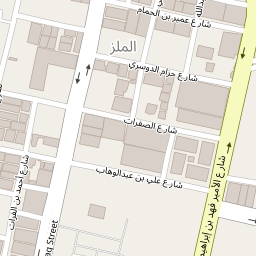 شارع عمير بن الحمام
الملز
شارع حزام الدوسري
شارع الصفرات
شارع علي بن عبدالوهاب
شارع أحمد بن الفرات
شارع الأمير فهد بن إبراهيم
Street